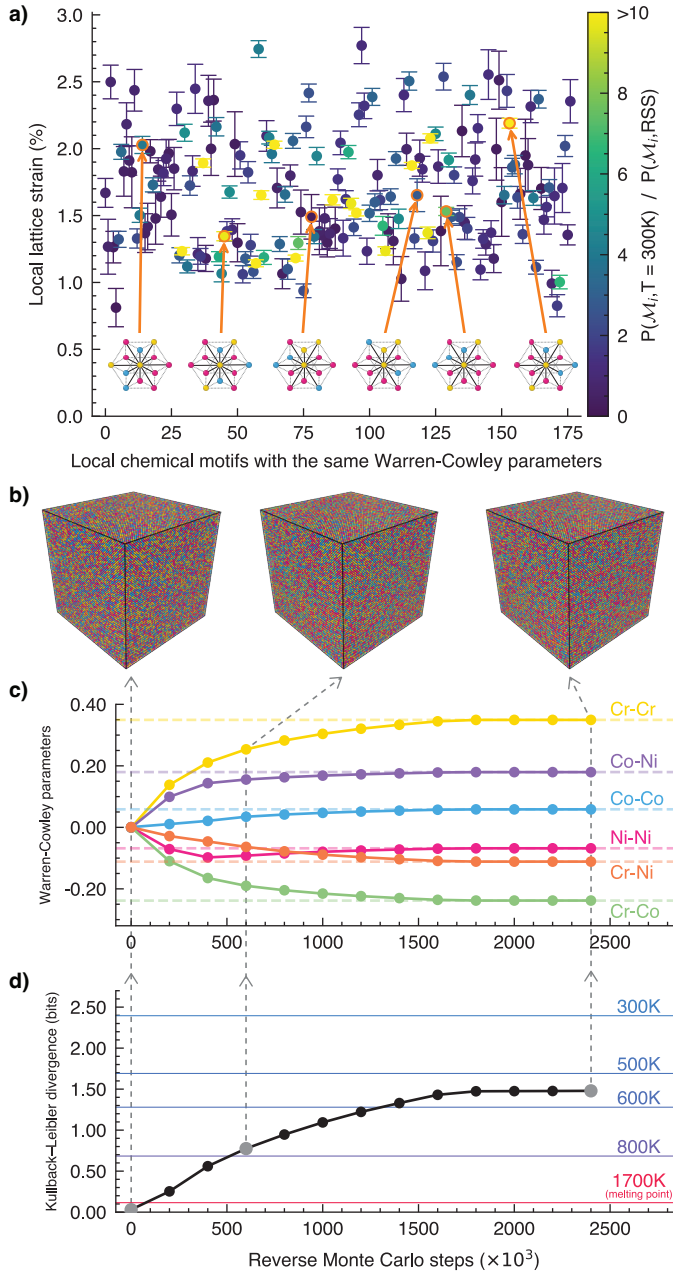 a)
3.0
2.5
2.0
1.5
1.0
0.5
0.0
Local lattice strain (%)
0 25 50 75 100 125 150 175
Local chemical motifs with the same Warren-Cowley parameters
>10
8
6
4
2
0
P(ℳi,T = 300K) / P(ℳi,RSS)
b)
c)
0.40
0.20
0.00
-0.20
Warren-Cowley parameters
Cr-Cr
Co-Ni
Co-Co
Ni-Ni
Cr-Ni
Cr-Co
0 500 1000 1500 2000 2500
d)
2.50
2.00
1.50
1.00
0.50
0.00
Kullback–Leibler divergence (bits)
300K
500K
600K
800K
1700K
(melting point)
0 500 1000 1500 2000 2500
Reverse Monte Carlo steps (×10³)